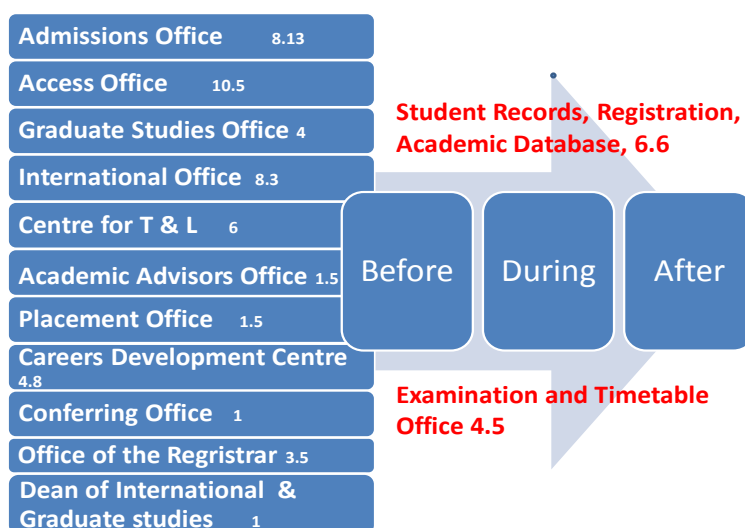 Admissions Office 8.13
Access Office 10.5
Graduate Studies Office 4
International Office 8.3
Centre for T & L 6
Academic Advisors Office 1.5
Placement Office 1.5
Careers Development Centre
4.8
Conferring Office 1
Office of the Regristrar 3.5
Dean of International &
Graduate studies 1
Student Records, Registration,
Academic Database, 6.6
Before
During
After
Examination and Timetable
Office 4.5